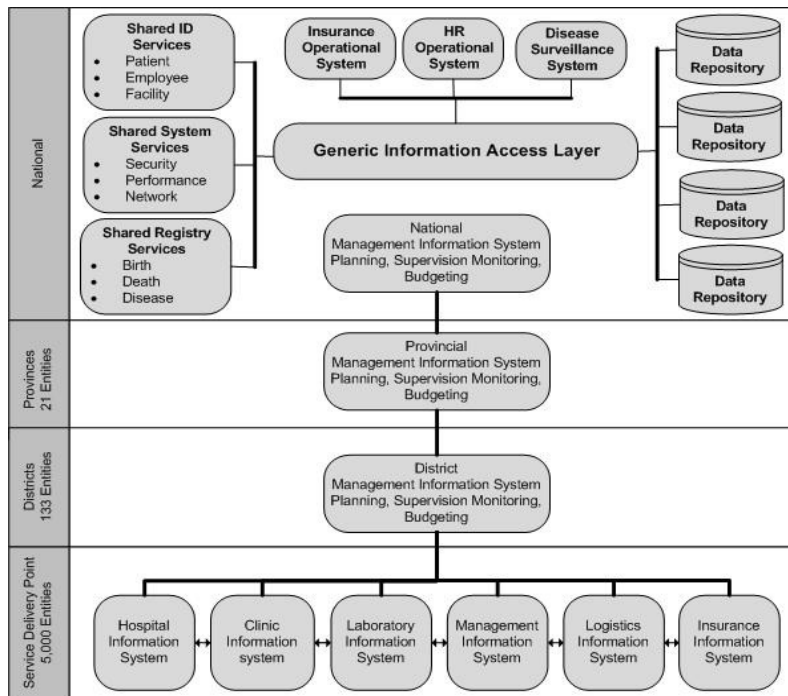 National
Shared ID
Services
• Patient
• Employee
• Facility
Shared System
Services
• Security
• Performance
• Network
Shared Registry
Services
• Birth
• Death
• Disease
Insurance
Operational
System
HR
Operational
System
Disease
Surveillance
System
Generic Information Access Layer
Data
Repository
Data
Repository
Data
Repository
Data
Repository
National
Management Information System
Planning, Supervision Monitoring,
Budgeting
Provinces
21 Entities
Provincial
Management Information System
Planning, Supervision Monitoring,
Budgeting
Districts
133 Entities
District
Management Information System
Planning, Supervision Monitoring,
Budgeting
Service Delivery Point
5,000 Entities
Hospital
Information
System
Clinic
Information
system
Laboratory
Information
System
Management
Information
System
Logistics
Information
System
Insurance
Information
System